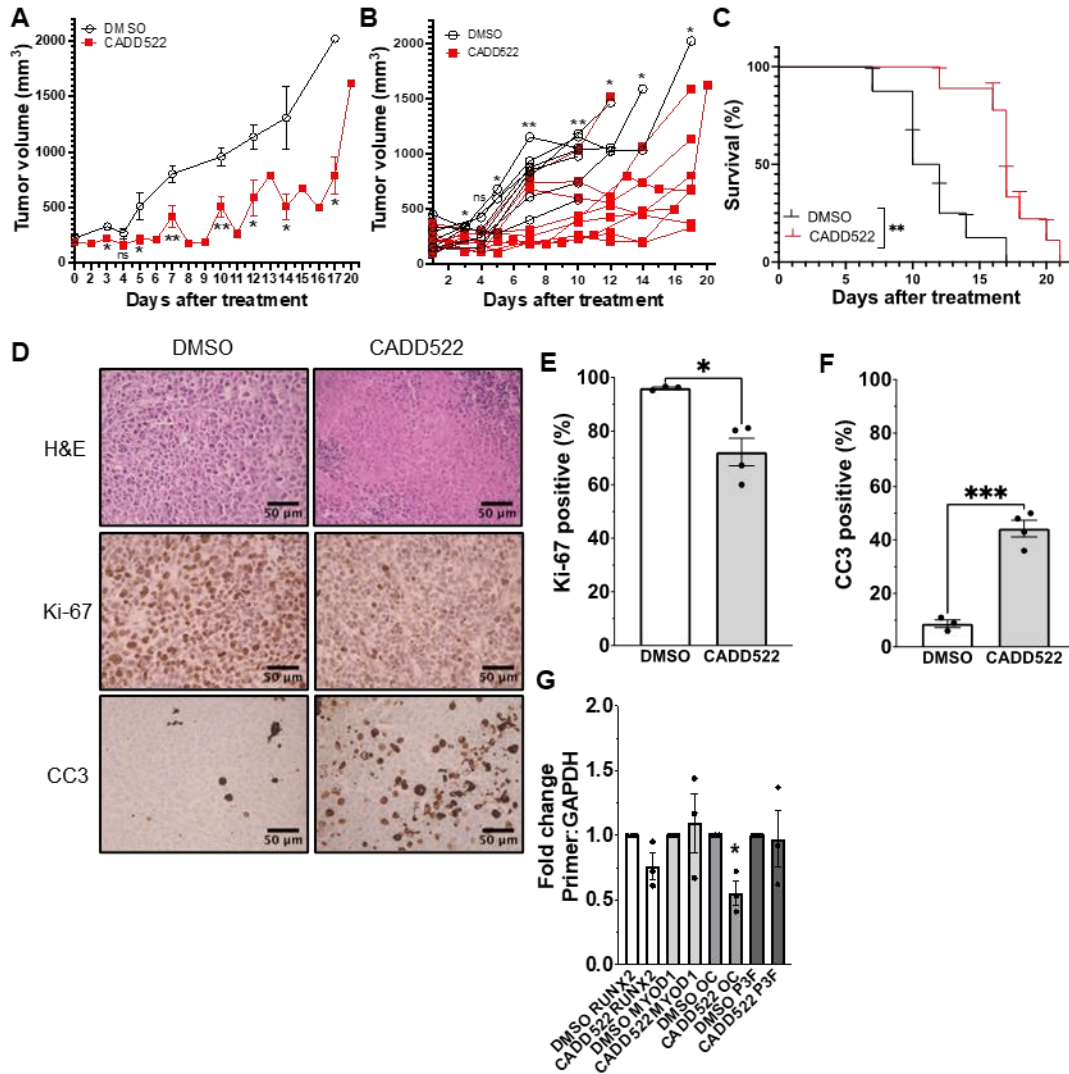 A
DMSO
CADD522
Tumor volume (mm³)
2000
1500
1000
500
0
ns
*
*
**
**
*
*
*
0 2 3 4 5 6 7 8 9 10 11 12 13 14 15 16 17 20
Days after treatment
B
DMSO
CADD522
Tumor volume (mm³)
2000
1500
1000
500
0
*
ns
*
**
**
*
*
*
2 4 6 8 10 12 14 16 18 20
Days after treatment
C
Survival (%)
100
50
0
DMSO
CADD522
**
0 5 10 15 20
Days after treatment
D
DMSO
CADD522
H&E
50 µm
50 µm
Ki-67
50 µm
50 µm
CC3
50 µm
50 µm
E
Ki-67 positive (%)
100
80
60
40
20
0
*
DMSO
CADD522
F
CC3 positive (%)
100
80
60
40
20
0
***
DMSO
CADD522
G
Fold change
Primer:GAPDH
2.0
1.5
1.0
0.5
0.0
*
DMSO RUNX2
CADD522 RUNX2
DMSO MYOD1
CADD522 MYOD1
DMSO OC
CADD522 OC
DMSO P3F
CADD522 P3F